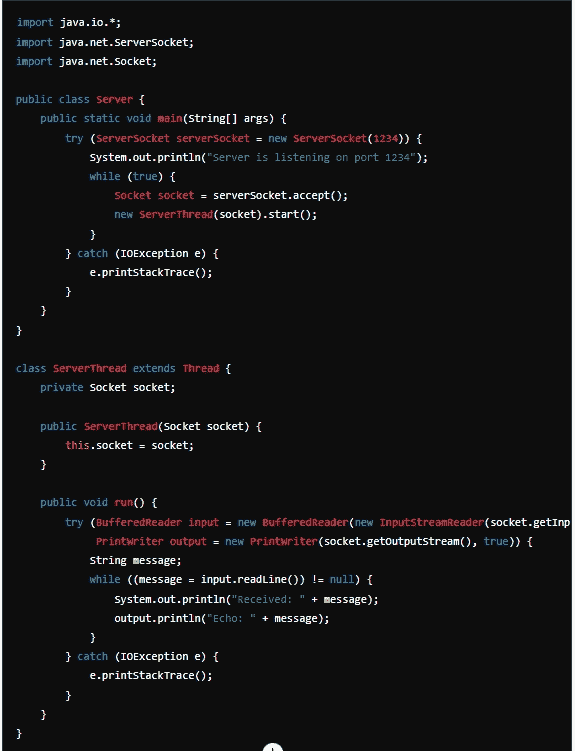 import java.io.*;
import java.net.ServerSocket;
import java.net.Socket;
public class Server {
public static void main(String[] args) {
try (ServerSocket serverSocket = new ServerSocket(1234)) {
System.out.println("Server is listening on port 1234");
while (true) {
Socket socket = serverSocket.accept();
new ServerThread(socket).start();
}
} catch (IOException e) {
e.printStackTrace();
}
}
}
class ServerThread extends Thread {
private Socket socket;
public ServerThread(Socket socket) {
this.socket = socket;
}
public void run() {
try (BufferedReader input = new BufferedReader(new InputStreamReader(socket.getInp
PrintWriter output = new PrintWriter(socket.getOutputStream(), true)) {
String message;
while ((message = input.readLine()) != null) {
System.out.println("Received: " + message);
output.println("Echo: " + message);
}
} catch (IOException e) {
e.printStackTrace();
}
}
}